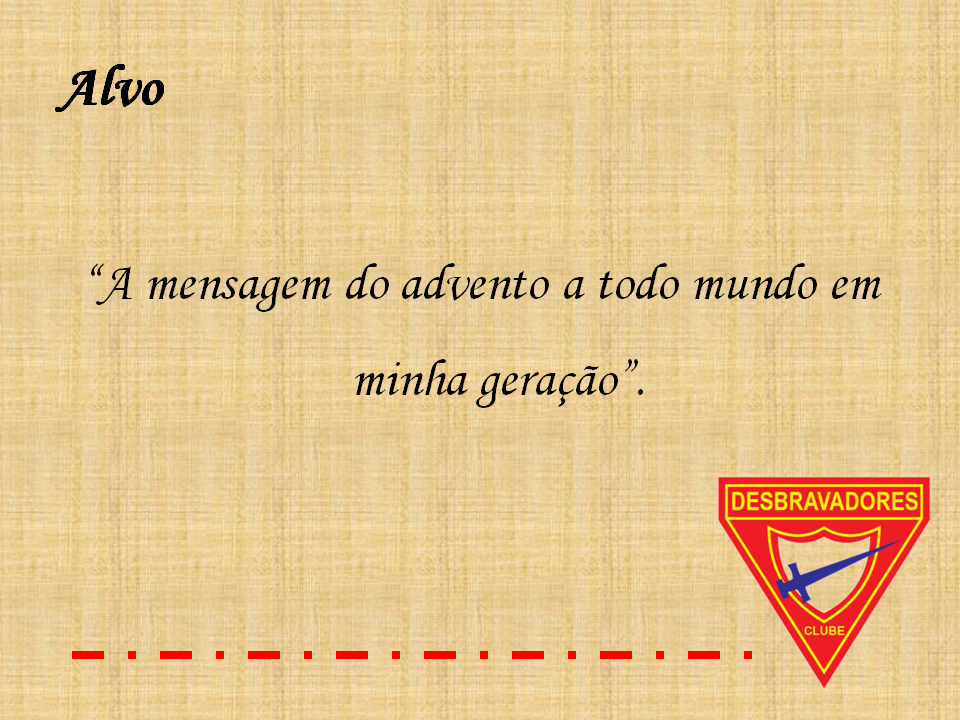 Alvo
“A mensagem do advento a todo mundo em
minha geração”.
DESBRAVADORES
CLUBE